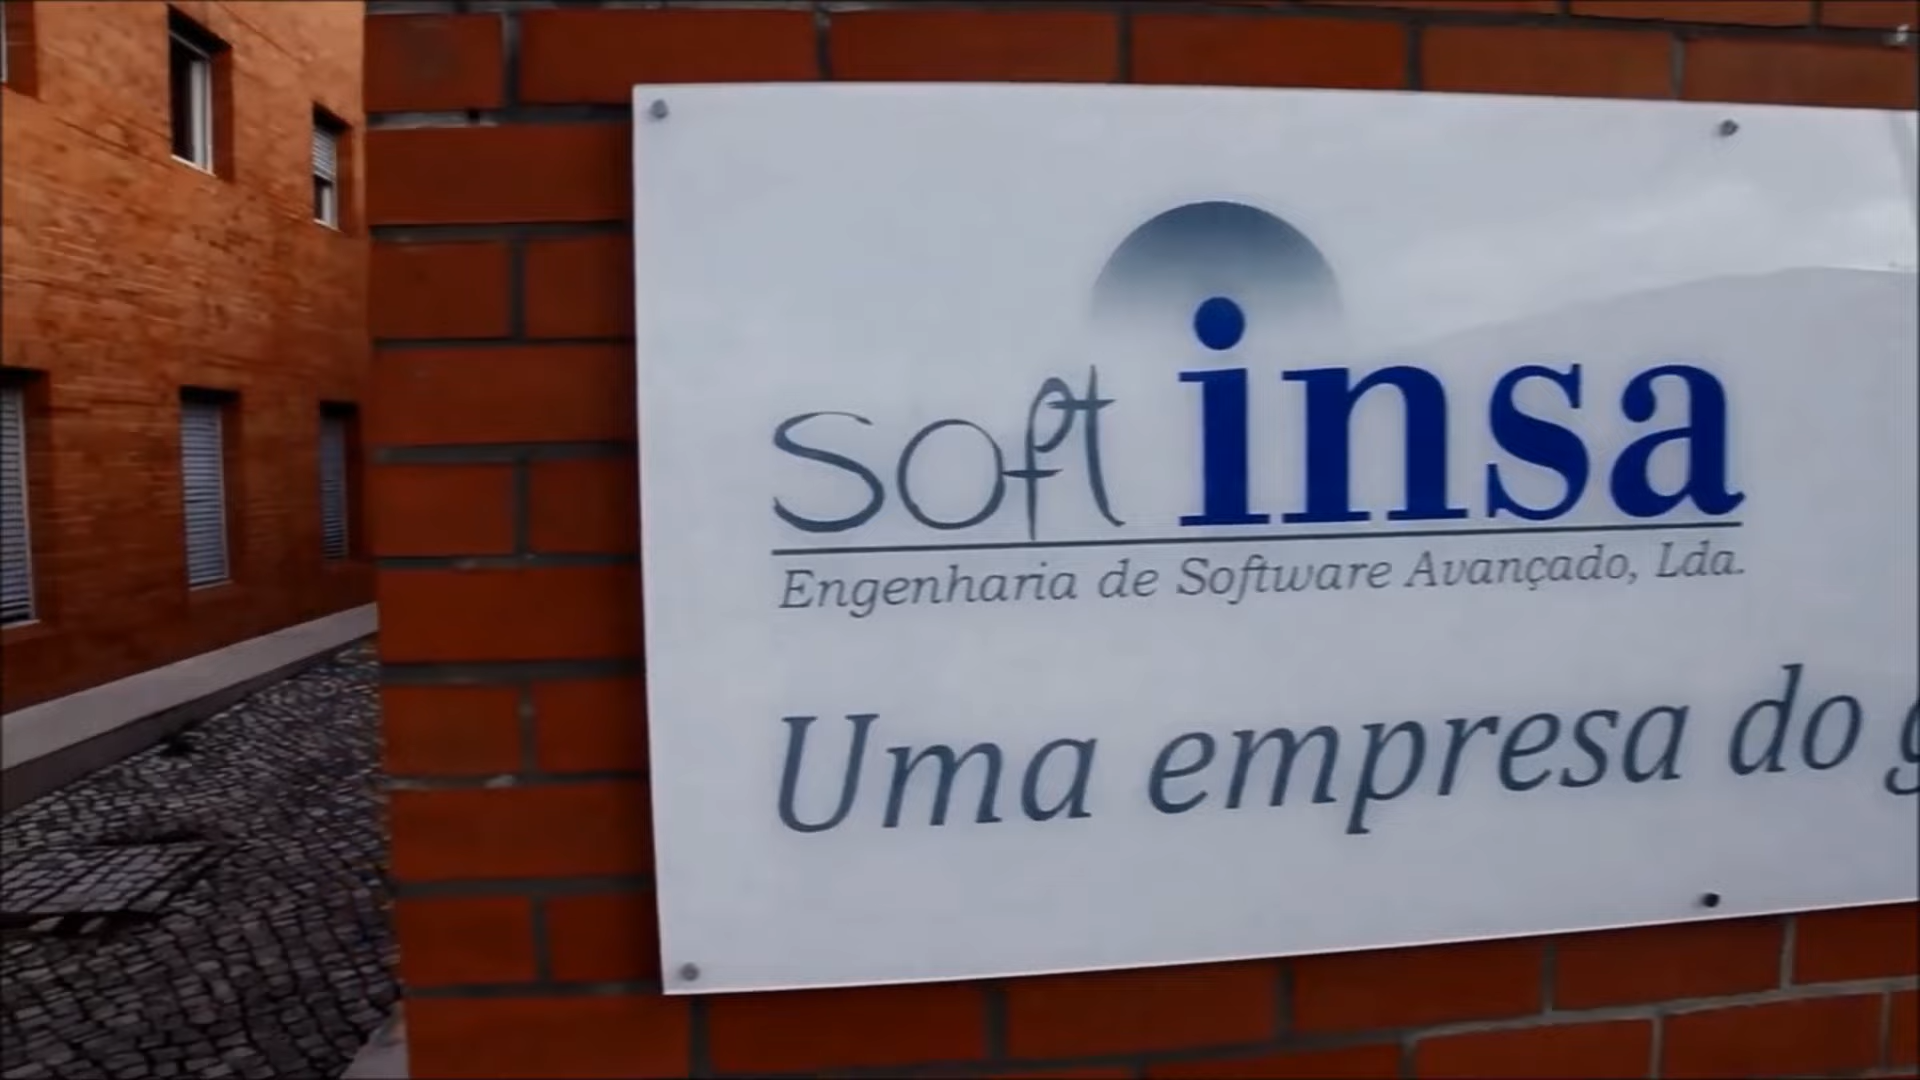 Soft insa
Engenharia de Software Avançado, Lda.
Uma empresa do